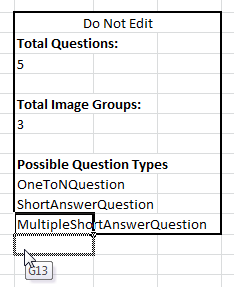 Do Not Edit
Total Questions:
5
Total Image Groups:
3
Possible Question Types
OneToNQuestion
ShortAnswerQuestion
MultipleShortAnswerQuestion
G13